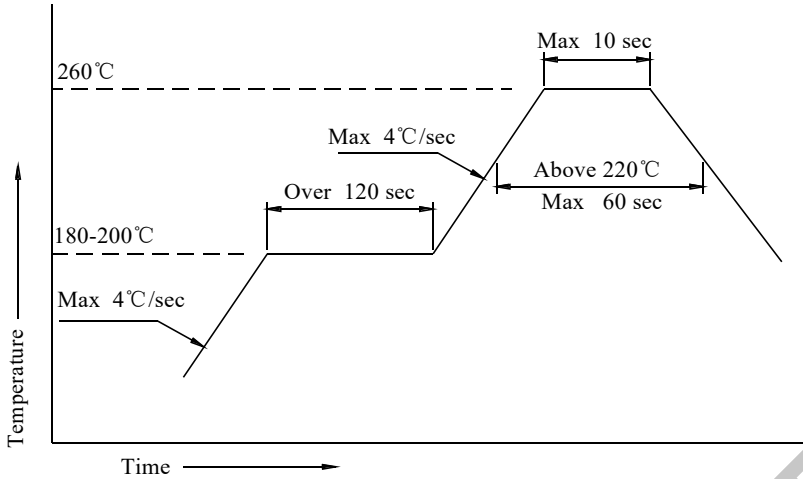 Max 10 sec
260℃
Max 4℃/sec
Above 220℃
Max 60 sec
Over 120 sec
180-200℃
Max 4℃/sec
Temperature
Time